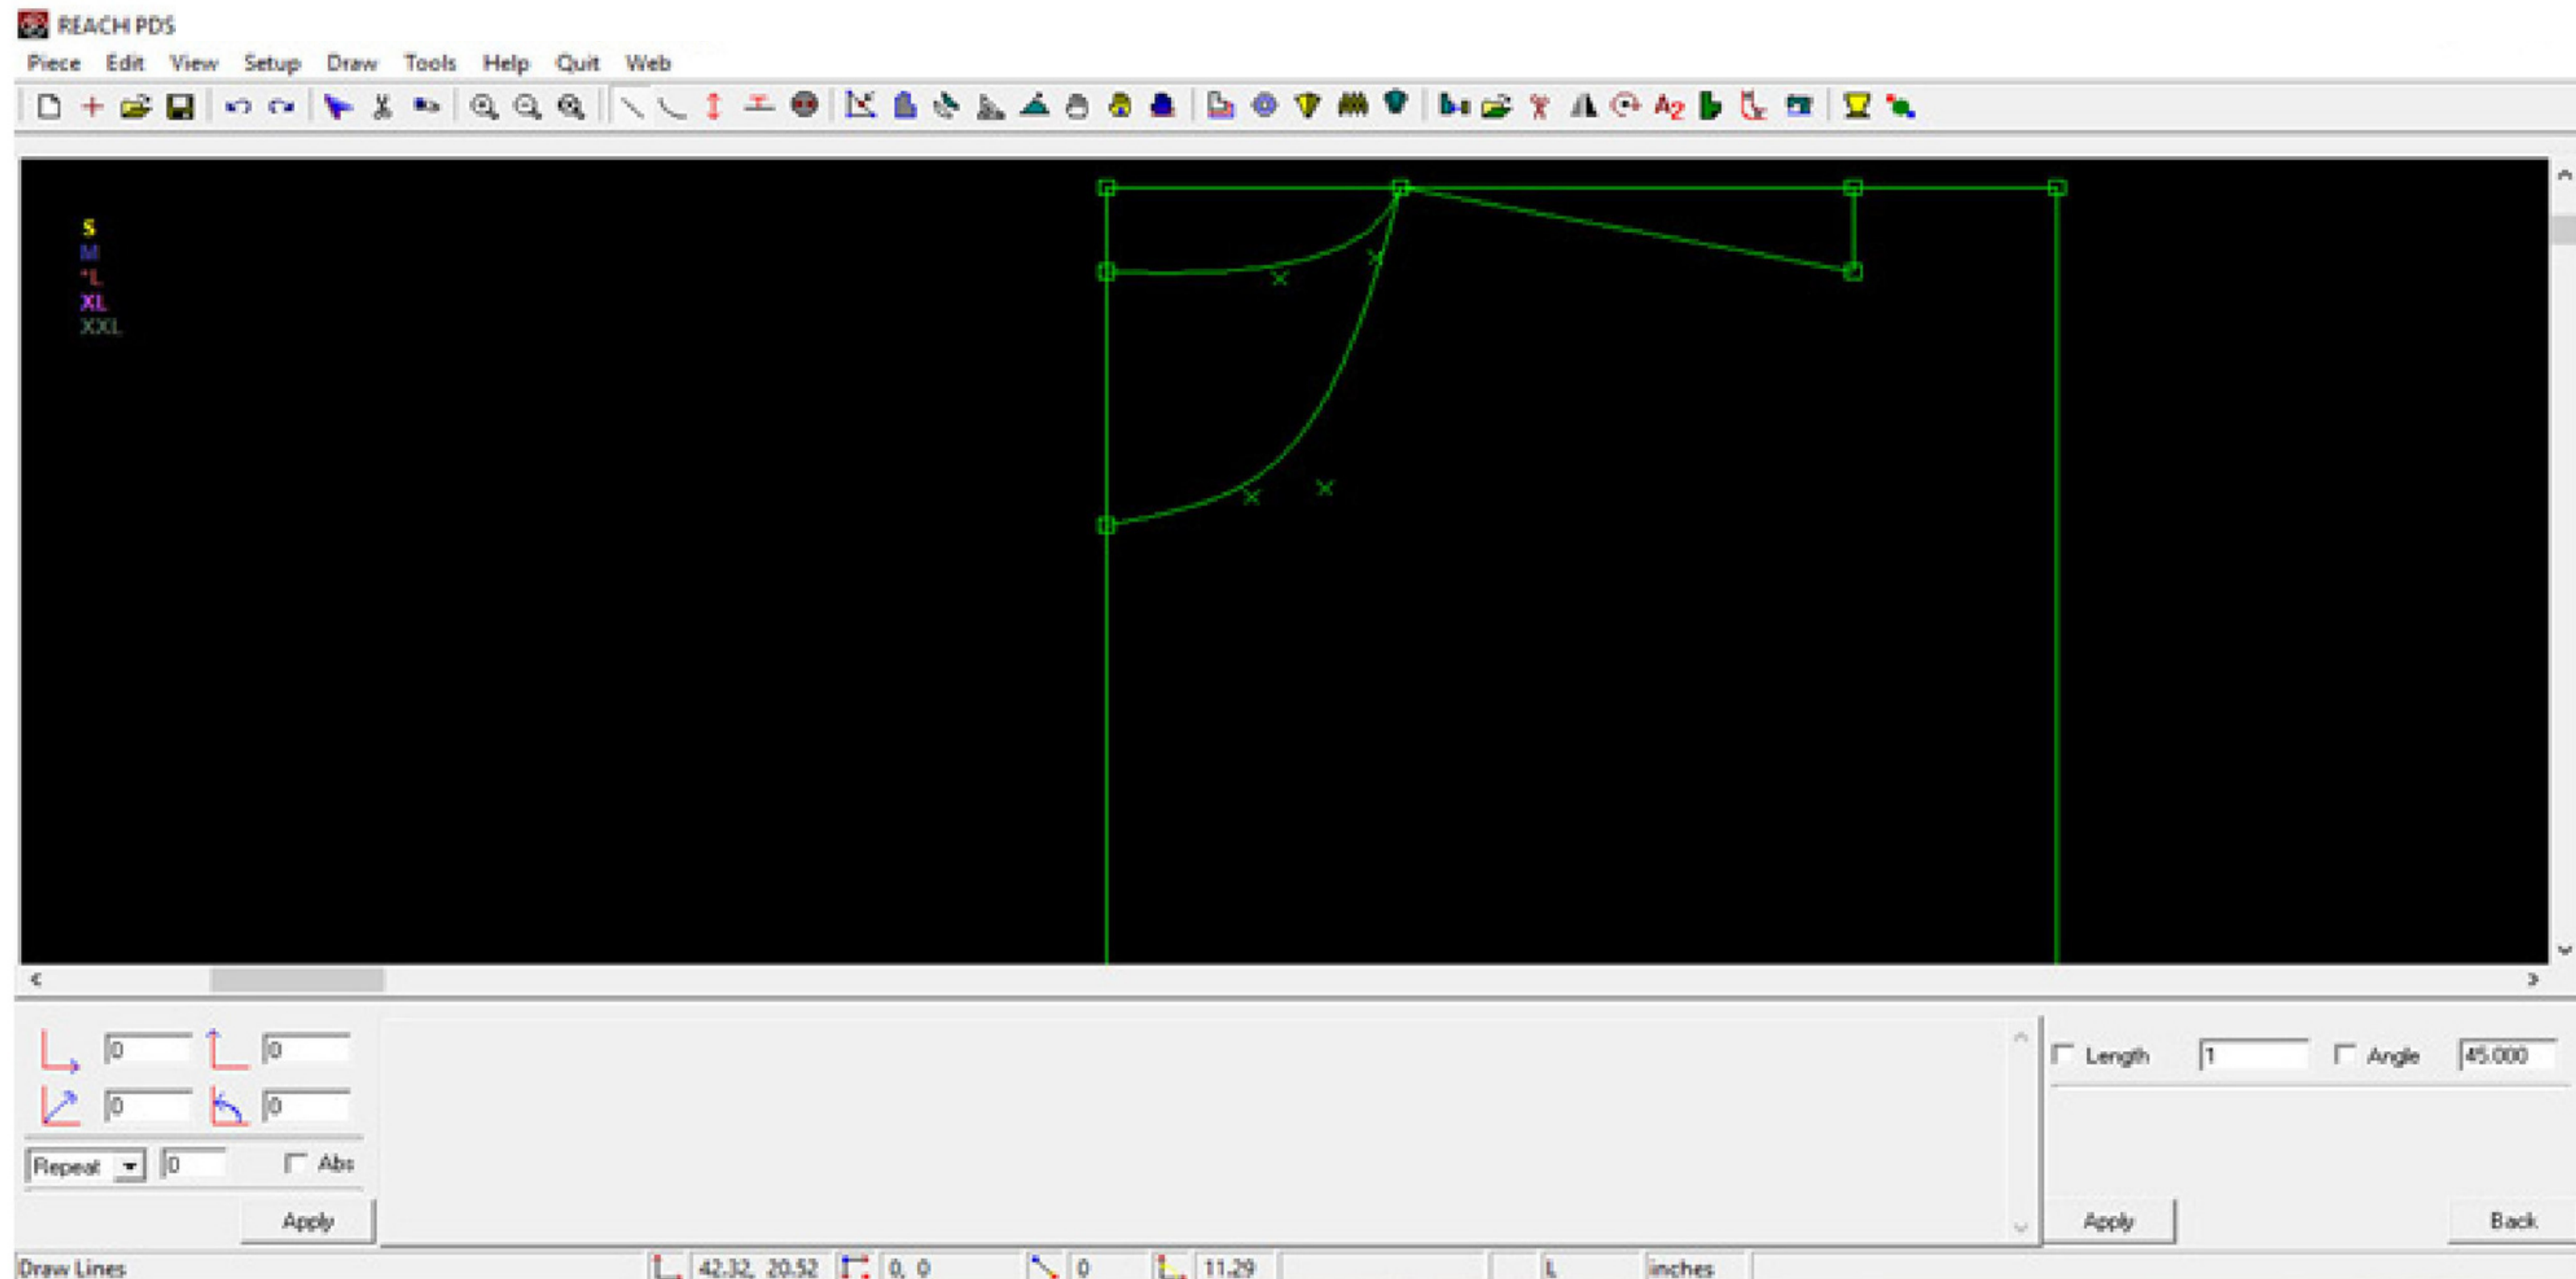 REACH PDS
Piece Edit View Setup Draw Tools Help Quit Web
A2
S
M
*L
XL
XXL
0 0
0 0
Repeat 0 Abs
Apply
Length 1 Angle 45.000
Apply Back
Draw Lines 42.32, 20.52 0, 0 0 11.29 L inches